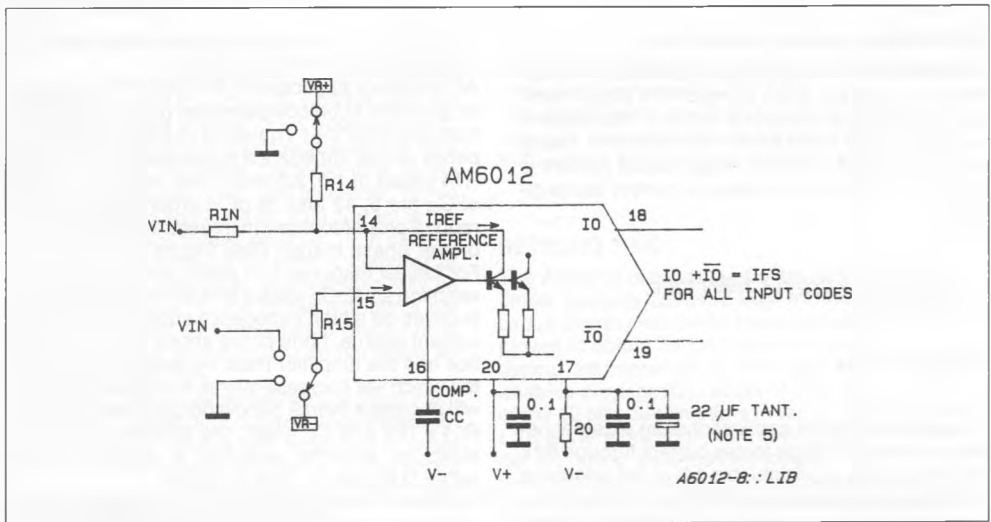 VR+
R14
AM6012
VIN
RIN
14
IREF
REFERENCE
AMPL.
IO
18
15
R15
VIN
IO + IO = IFS
FOR ALL INPUT CODES
IO
19
16
20
17
COMP.
CC
0.1
20
0.1
22 µF TANT.
(NOTE 5)
VR-
V-
V+
V-
A6012-8::LIB